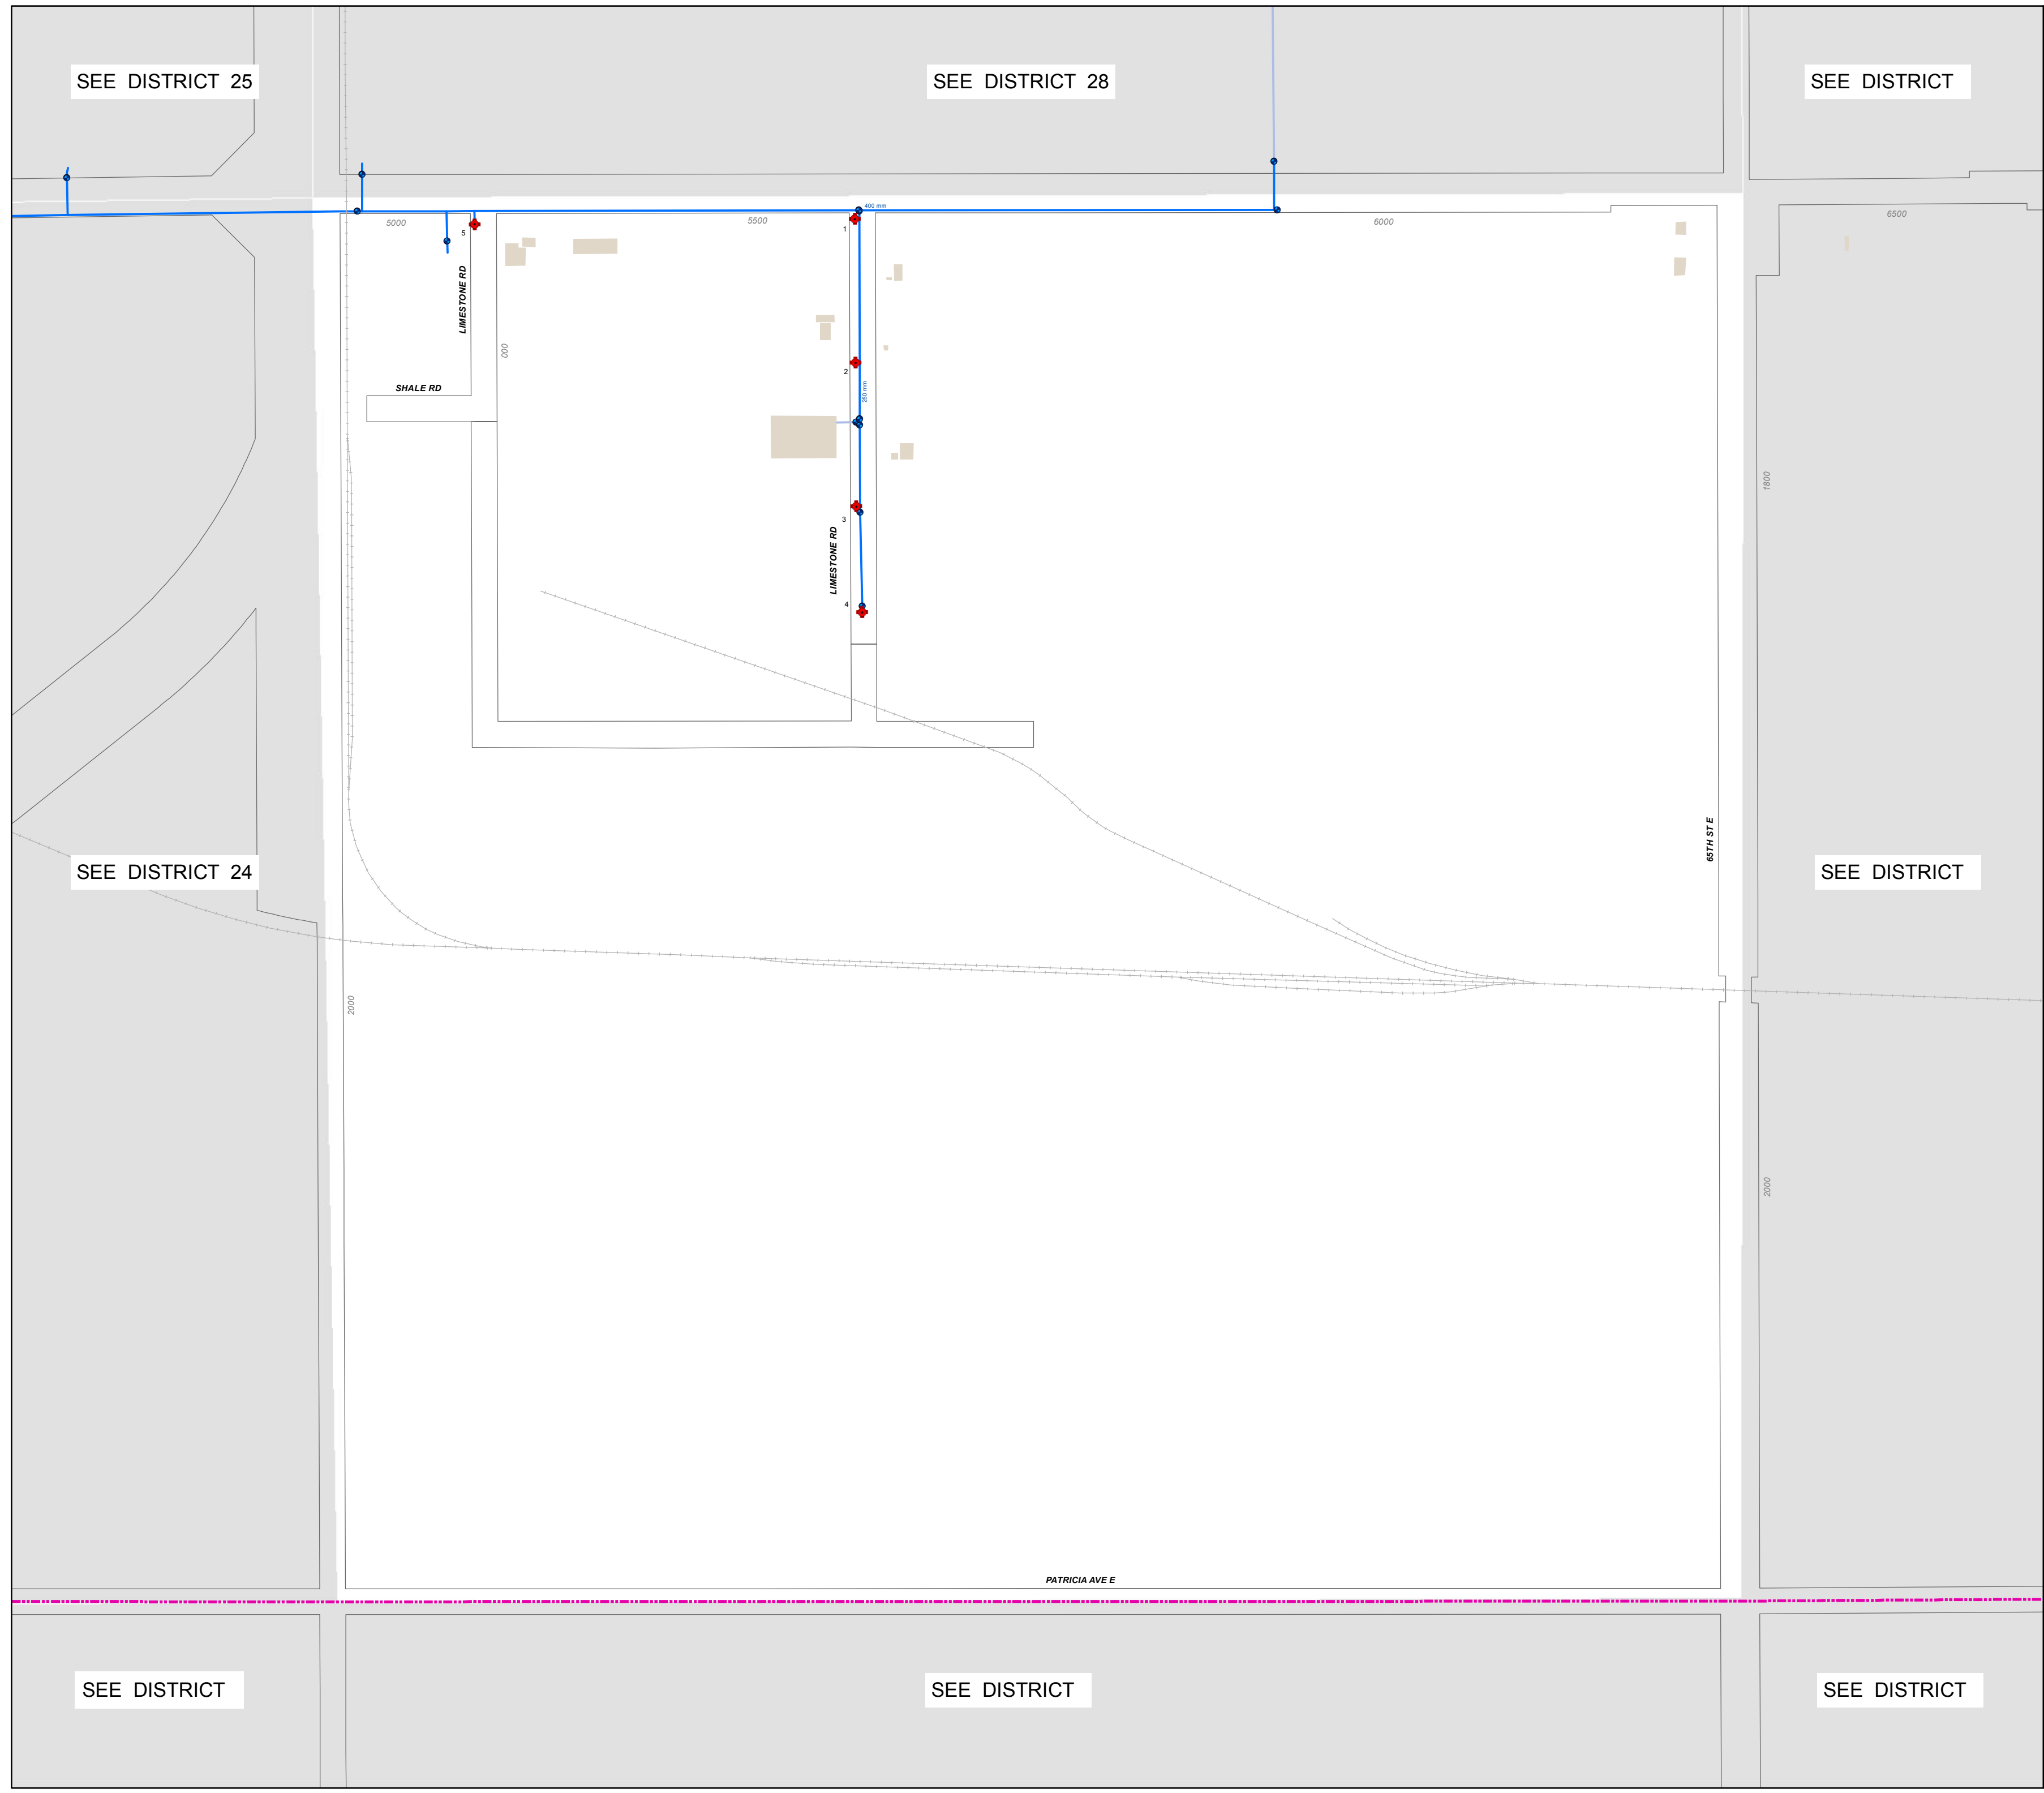 SEE DISTRICT 25
SEE DISTRICT 28
SEE DISTRICT
400 mm
5000
5500
6000
6500
5
1
LIMESTONE RD
000
2
SHALE RD
250 mm
1800
3
LIMESTONE RD
4
65TH ST E
SEE DISTRICT 24
SEE DISTRICT
2000
2000
PATRICIA AVE E
SEE DISTRICT
SEE DISTRICT
SEE DISTRICT